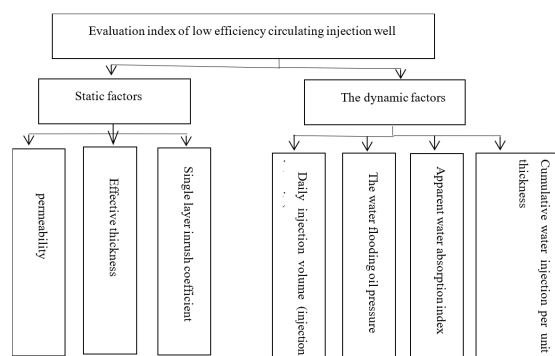 Evaluation index of low efficiency circulating injection well
Static factors
The dynamic factors
permeability
Effective thickness
Single layer inrush coefficient
Daily injection volume (injection
The water flooding oil pressure
Apparent water absorption index
Cumulative water injection per unit
thickness